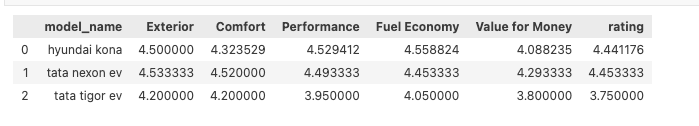 model_name Exterior Comfort Performance Fuel Economy Value for Money rating
0 hyundai kona 4.500000 4.323529 4.529412 4.558824 4.088235 4.441176
1 tata nexon ev 4.533333 4.520000 4.493333 4.453333 4.293333 4.453333
2 tata tigor ev 4.200000 4.200000 3.950000 4.050000 3.800000 3.750000